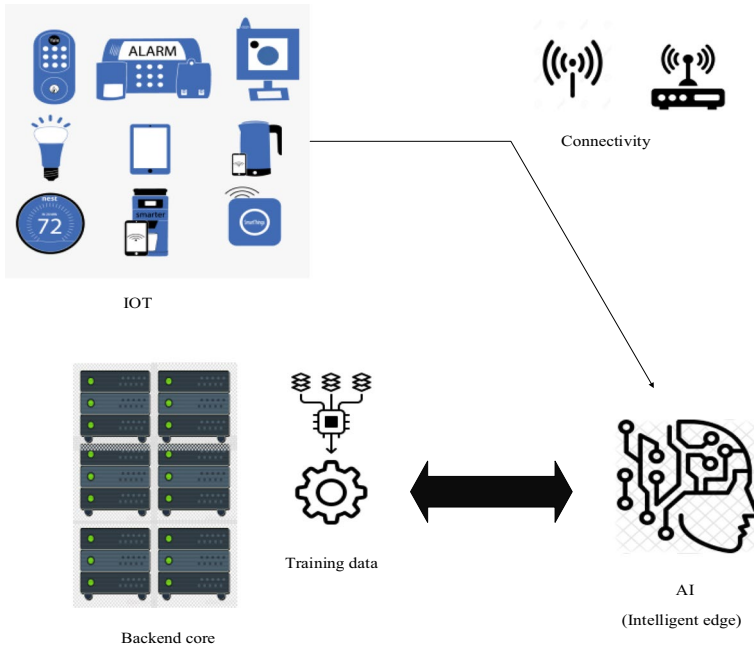 ALARM
Connectivity
nest
72
smarter
IOT
Training data
AI
(Intelligent edge)
Backend core